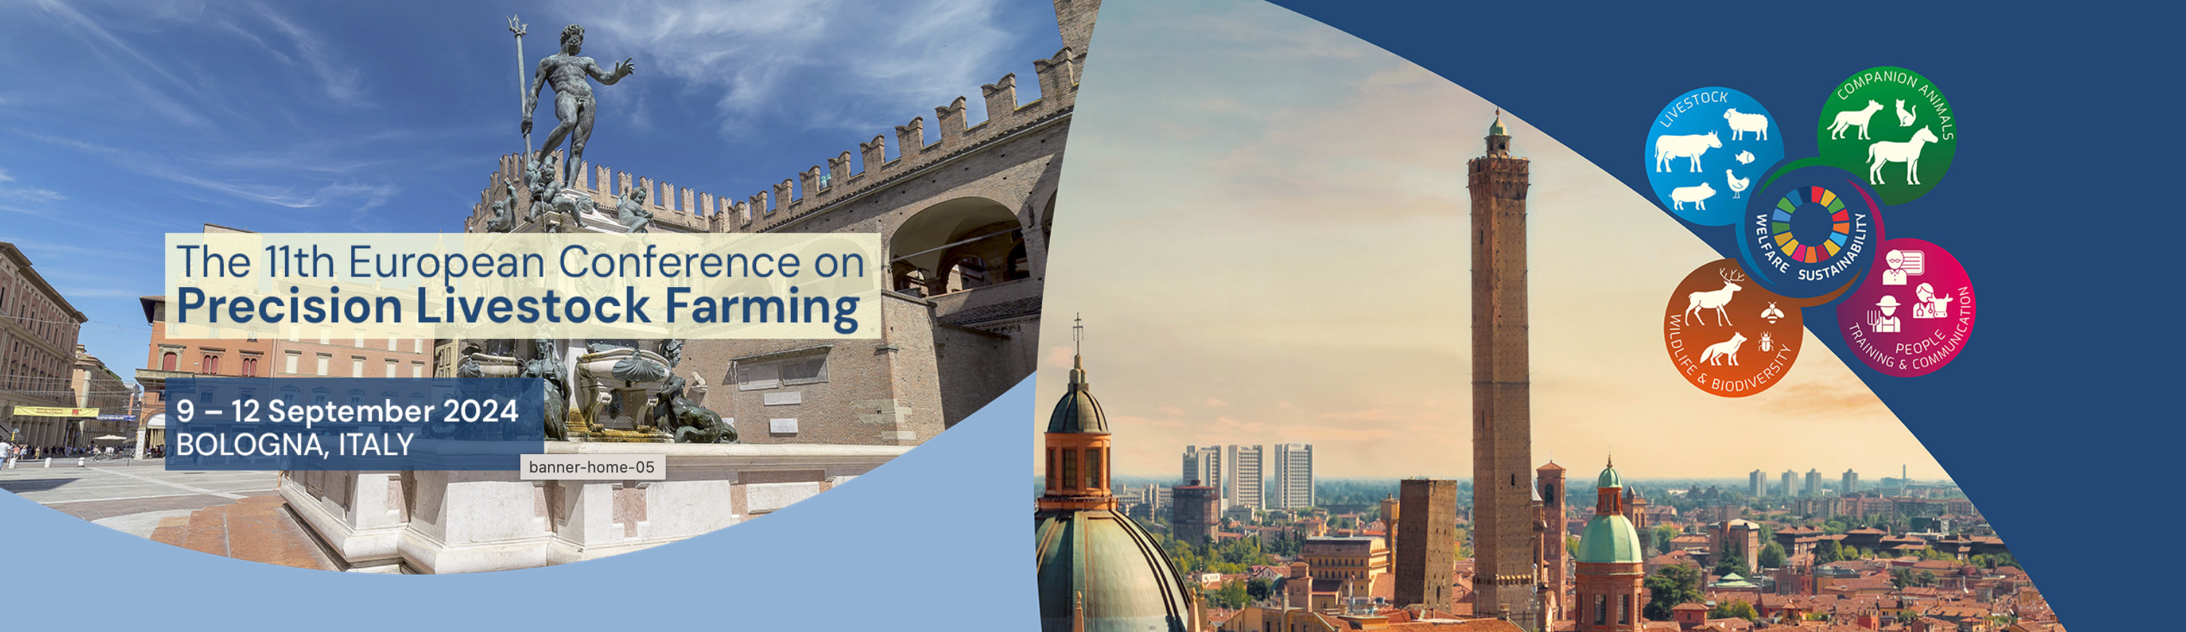 The 11th European Conference on
Precision Livestock Farming
9 – 12 September 2024
BOLOGNA, ITALY
banner-home-05
LIVESTOCK
COMPANION ANIMALS
WELFARE SUSTAINABILITY
WILDLIFE & BIODIVERSITY
PEOPLE
TRAINING & COMMUNICATION